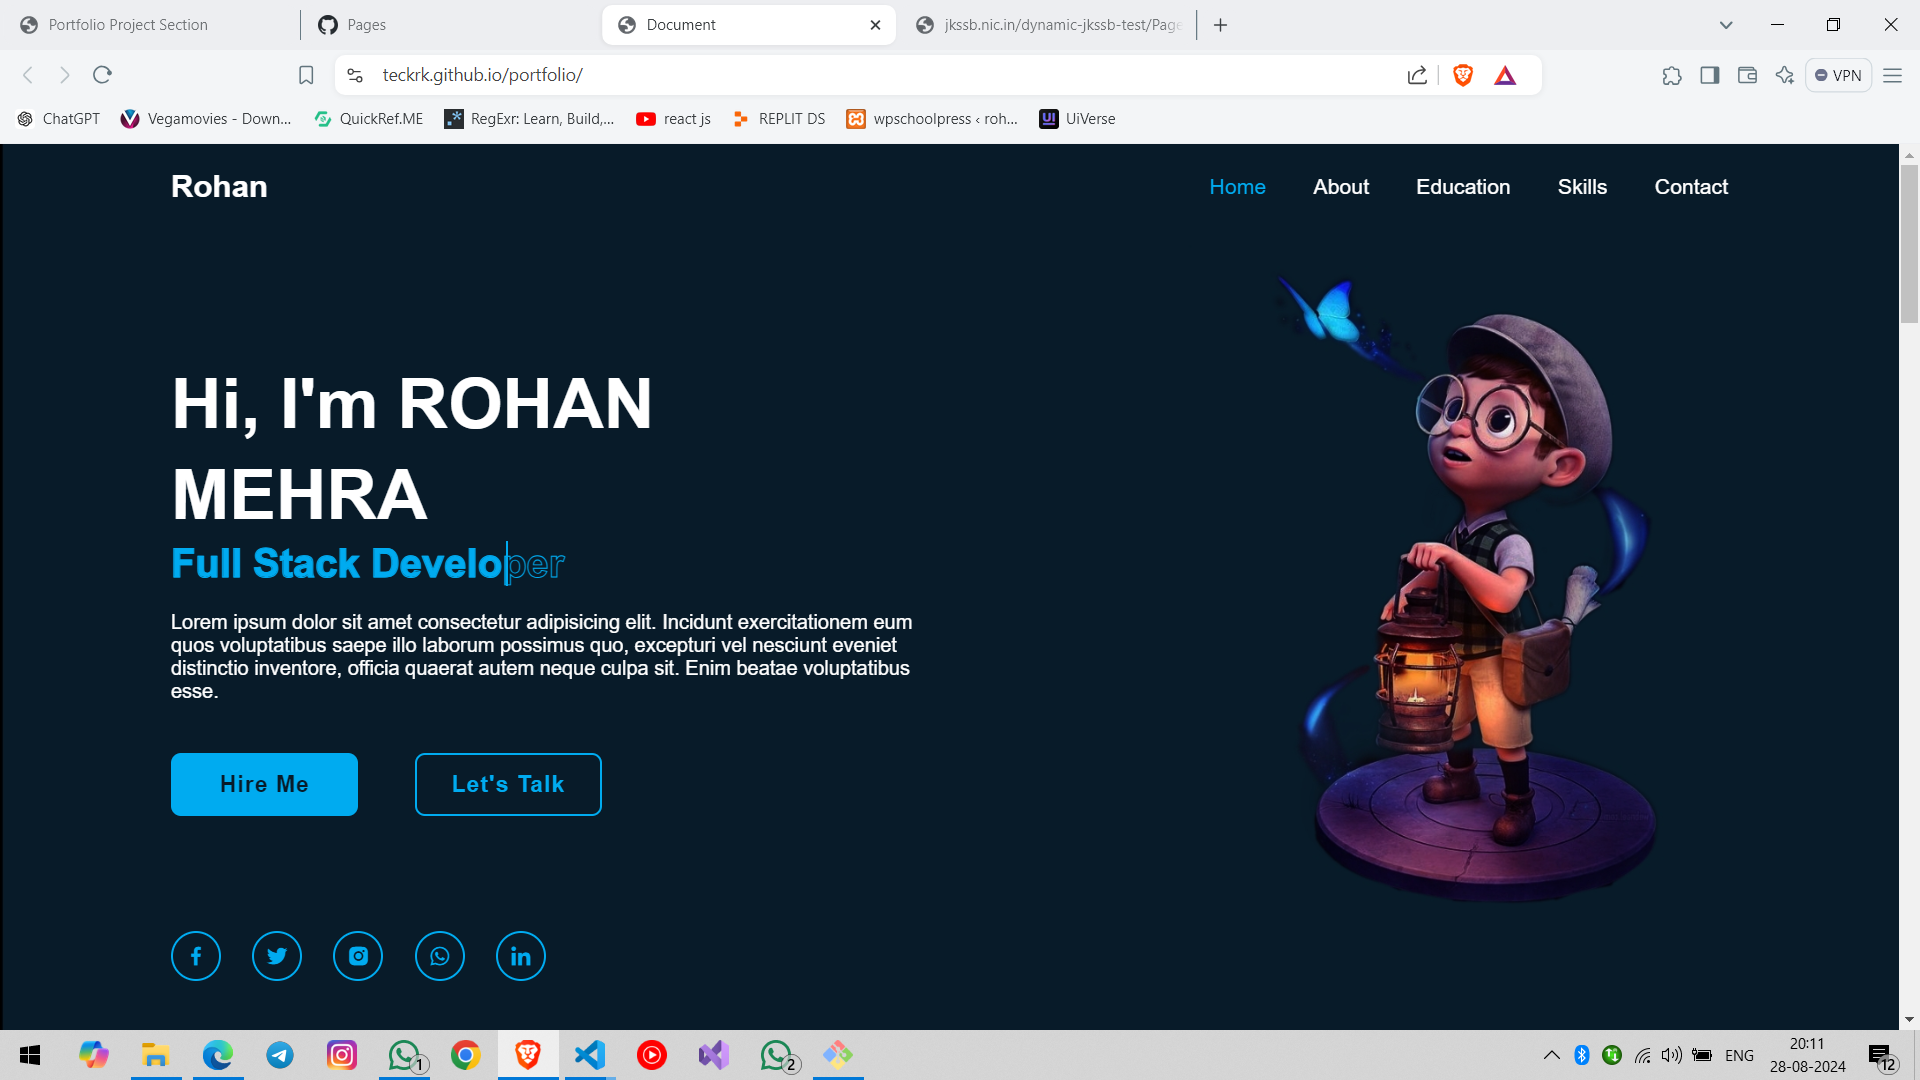 Portfolio Project Section
Pages
Document
jkssb.nic.in/dynamic-jkssb-test/Page
teckrk.github.io/portfolio/
VPN
ChatGPT
Vegamovies - Down...
QuickRef.ME
RegExr: Learn, Build,...
react js
REPLIT DS
wpschoolpress ‹ roh...
UI
UiVerse
Rohan
Home
About
Education
Skills
Contact
Hi, I'm ROHAN
MEHRA
Full Stack Developer
Lorem ipsum dolor sit amet consectetur adipisicing elit. Incidunt exercitationem eum
quos voluptatibus saepe illo laborum possimus quo, excepturi vel nesciunt eveniet
distinctio inventore, officia quaerat autem neque culpa sit. Enim beatae voluptatibus
esse.
Hire Me
Let's Talk
1
2
ENG
20:11
28-08-2024
12